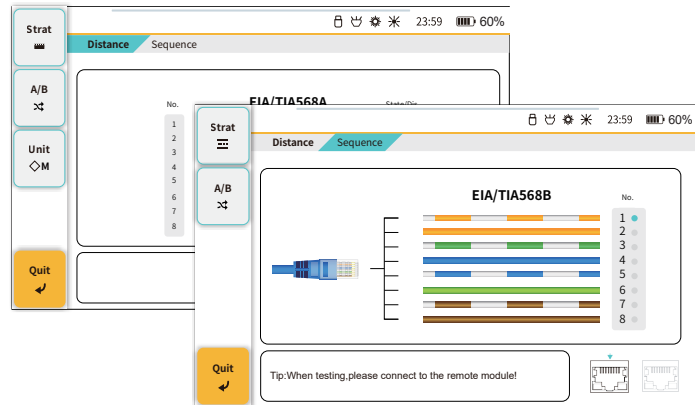 23:59 60%
Strat
Distance Sequence
A/B
No. EIA/TIA568A State/Dis
1
2
3
4
5
6
7
8
Unit
M
Quit
23:59 60%
Strat
Distance Sequence
A/B
EIA/TIA568B No.
1
2
3
4
5
6
7
8
Quit
Tip:When testing,please connect to the remote module!